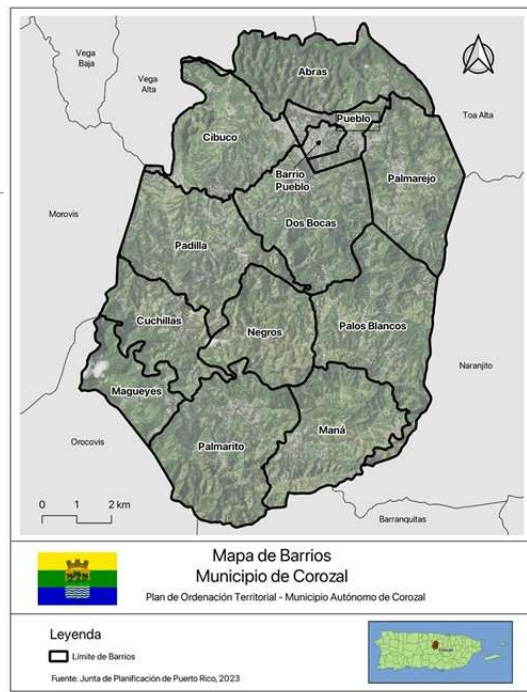 Vega
Baja
Vega
Alta
Abras
Toa Alta
Pueblo
Cibuco
Barrio
Pueblo
Palmarejo
Dos Bocas
Morovis
Padilla
Cuchillas
Negros
Palos Blancos
Naranjito
Magueyes
Orocovis
Palmarito
Maná
0 1 2 km
Barranquitas
Mapa de Barrios
Municipio de Corozal
Plan de Ordenación Territorial - Municipio Autónomo de Corozal
Leyenda
Límite de Barrios
Fuente: Junta de Planificación de Puerto Rico, 2023